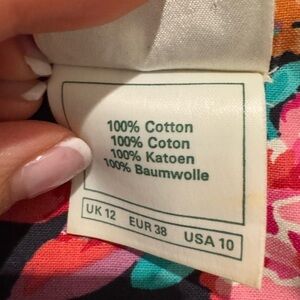 100% Cotton
100% Coton
100% Katoen
100% Baumwolle
UK 12 EUR 38 USA 10